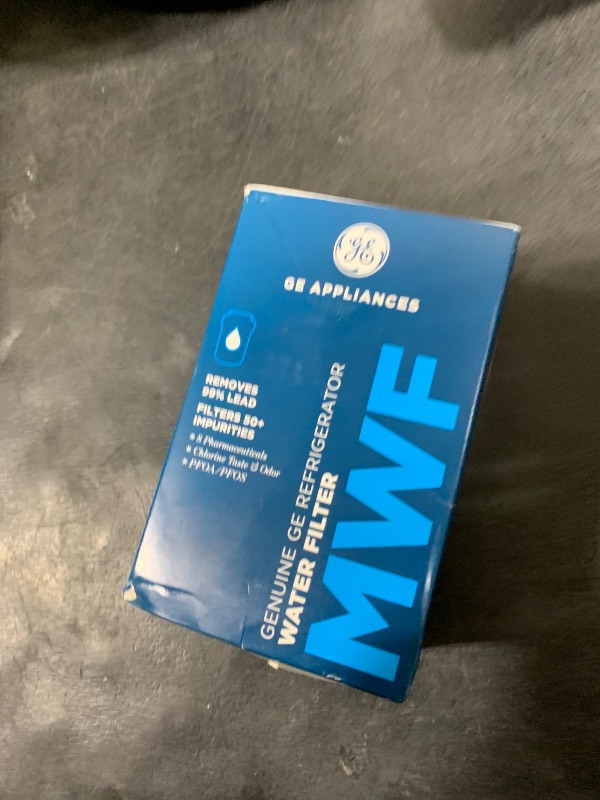 GE
GE APPLIANCES
REMOVES
99% LEAD
FILTERS 50+
IMPURITIES
* 8 Pharmaceuticals
* Chlorine Taste & Odor
* PFOA/PFOS
GENUINE GE REFRIGERATOR
WATER FILTER
MWF